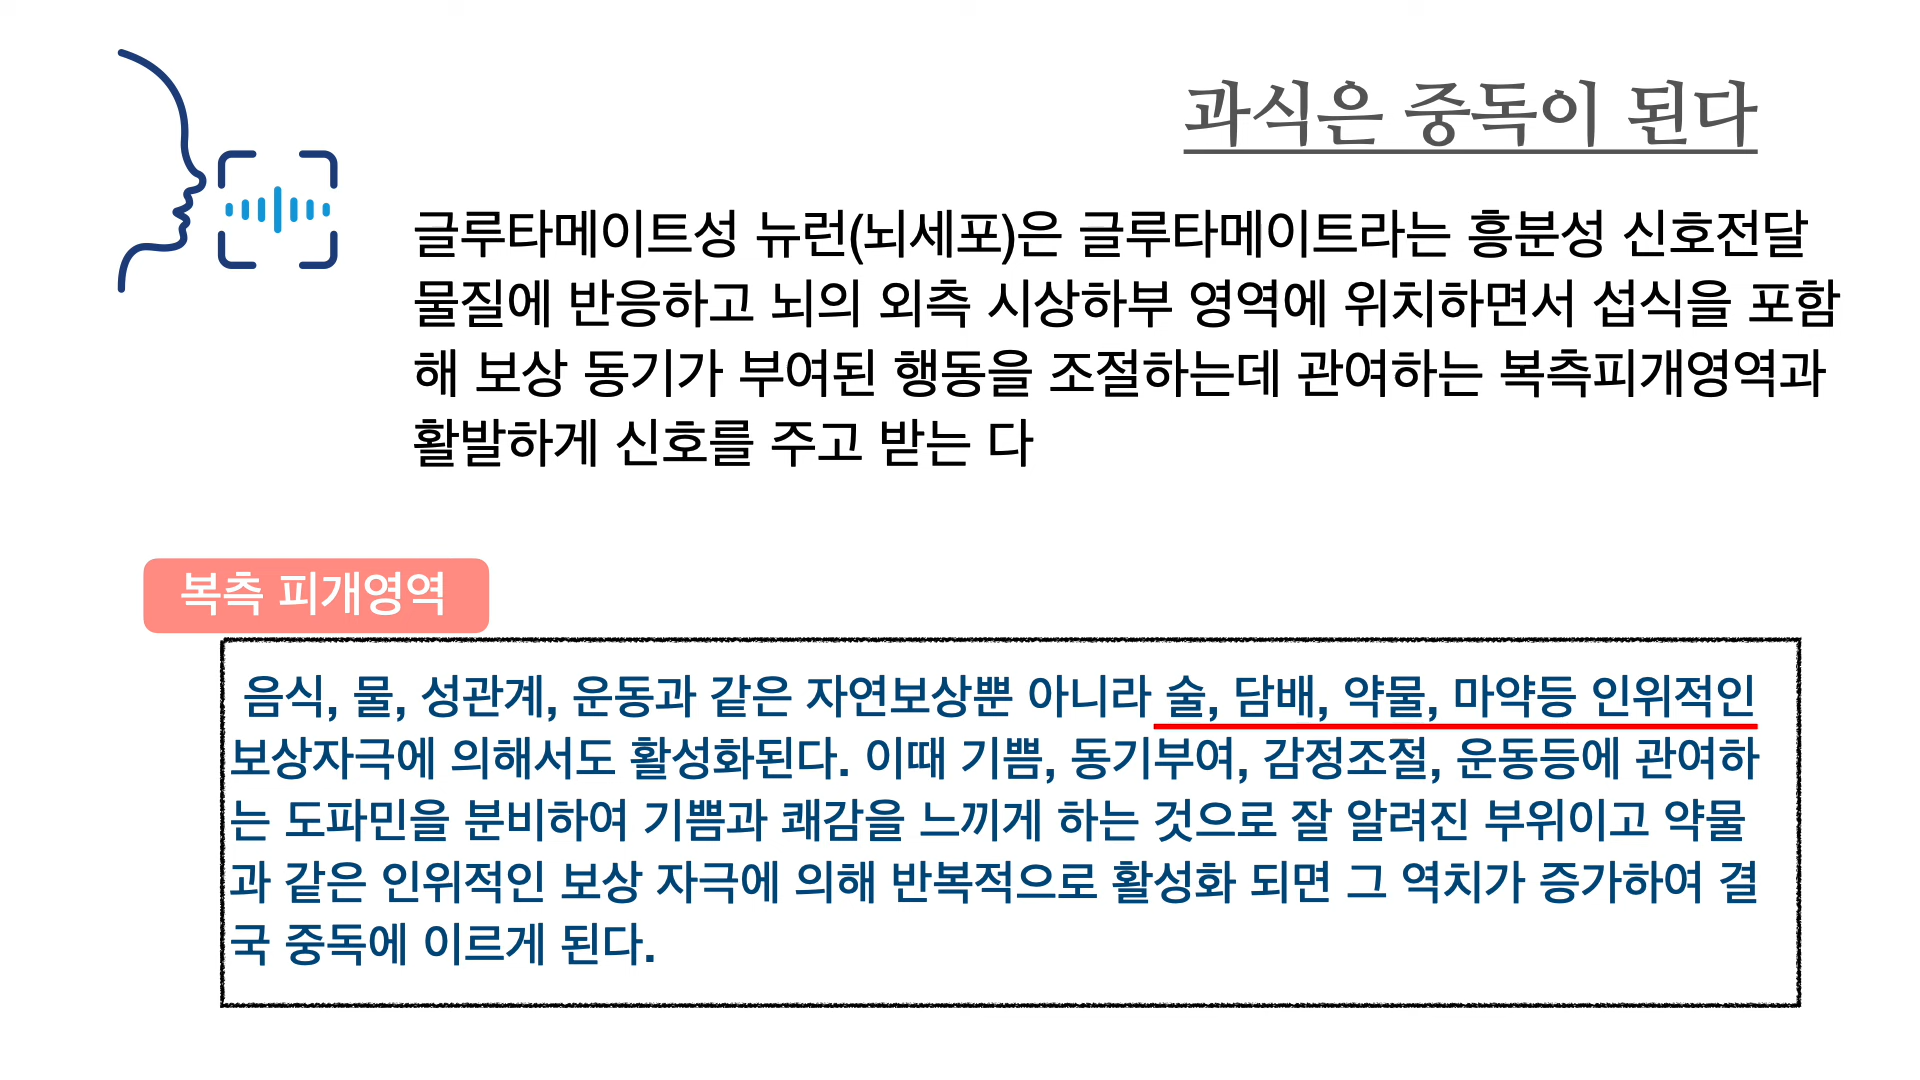 과식은 중독이 된다
글루타메이트성 뉴런(뇌세포)은 글루타메이트라는 흥분성 신호전달
물질에 반응하고 뇌의 외측 시상하부 영역에 위치하면서 섭식을 포함
해 보상 동기가 부여된 행동을 조절하는데 관여하는 복측피개영역과
활발하게 신호를 주고 받는 다
복측 피개영역
음식, 물, 성관계, 운동과 같은 자연보상뿐 아니라 술, 담배, 약물, 마약등 인위적인
보상자극에 의해서도 활성화된다. 이때 기쁨, 동기부여, 감정조절, 운동등에 관여하
는 도파민을 분비하여 기쁨과 쾌감을 느끼게 하는 것으로 잘 알려진 부위이고 약물
과 같은 인위적인 보상 자극에 의해 반복적으로 활성화 되면 그 역치가 증가하여 결
국 중독에 이르게 된다.